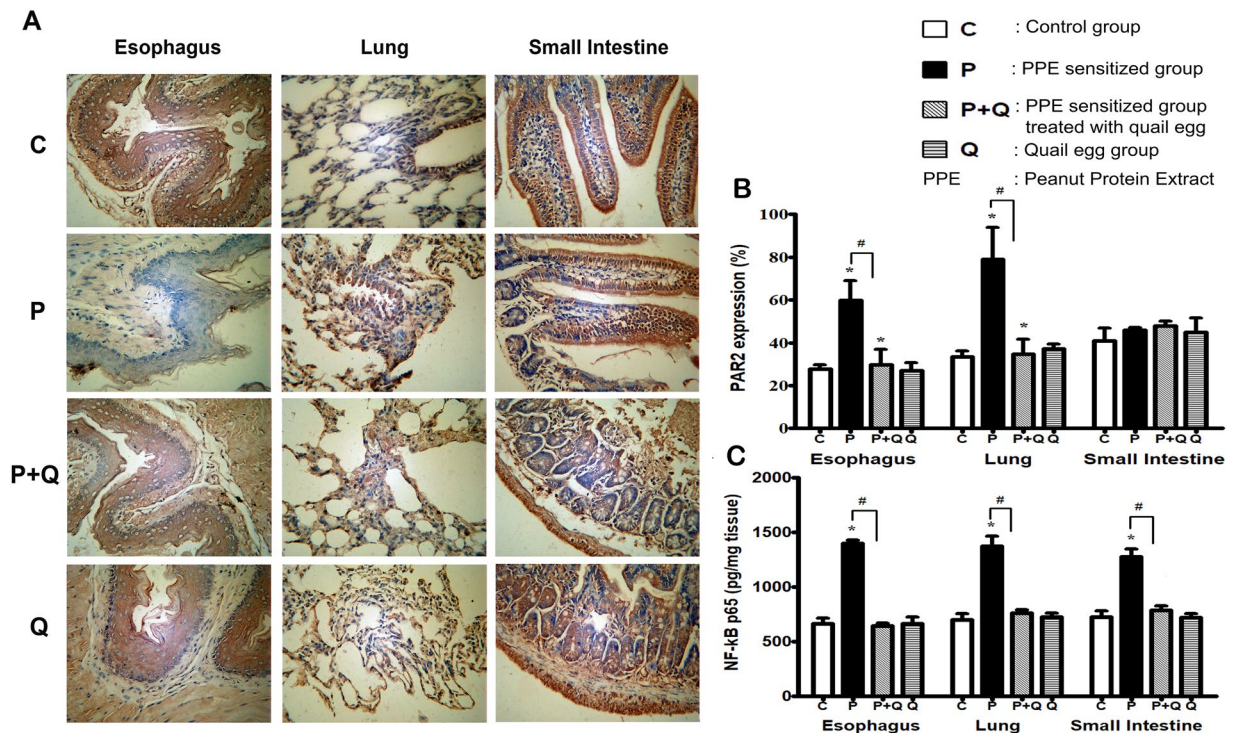 A
Esophagus Lung Small Intestine
C
P
P+Q
Q
C : Control group
P : PPE sensitized group
P+Q : PPE sensitized group
treated with quail egg
Q : Quail egg group
PPE : Peanut Protein Extract
B
PAR2 expression (%)
100
80
60
40
20
0
* # * * # *
C P P+Q Q C P P+Q Q C P P+Q Q
Esophagus Lung Small Intestine
C
NF-kB p65 (pg/mg tissue)
2000
1500
1000
500
0
* # * # * #
C P P+Q Q C P P+Q Q C P P+Q Q
Esophagus Lung Small Intestine